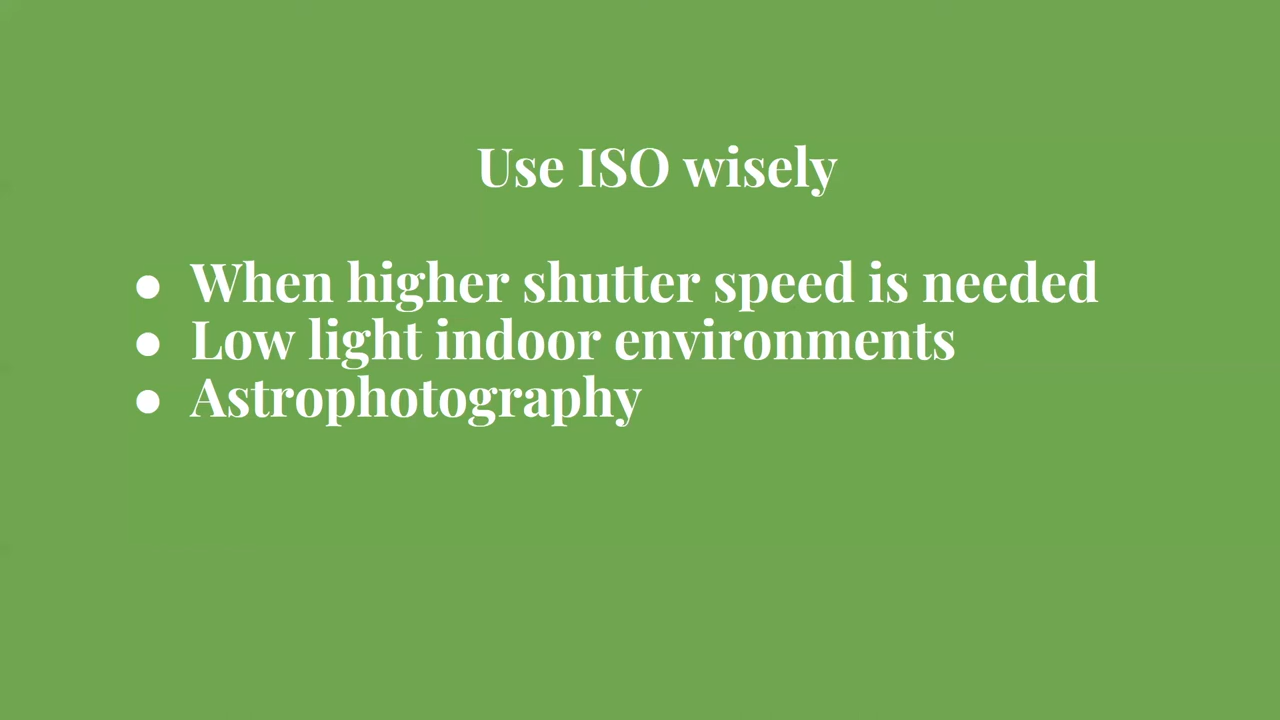 Use ISO wisely
● When higher shutter speed is needed
● Low light indoor environments
● Astrophotography